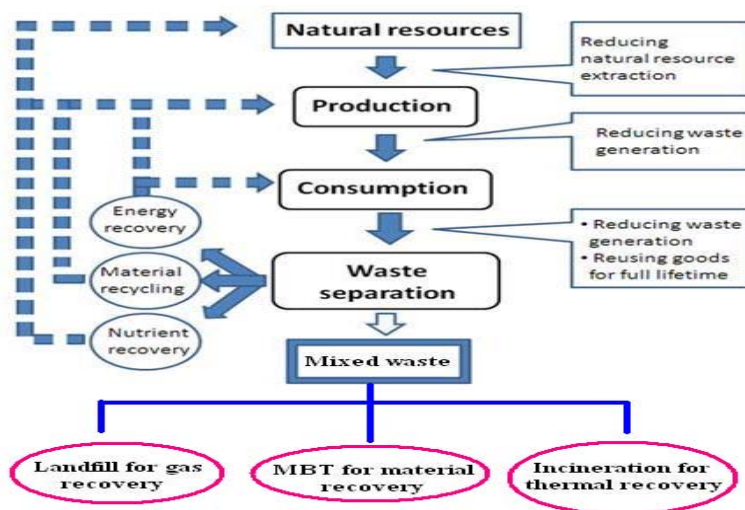 Natural resources
Reducing
natural resource
extraction
Production
Reducing waste
generation
Consumption
Energy
recovery
• Reducing waste
generation
• Reusing goods
for full lifetime
Material
recycling
Waste
separation
Nutrient
recovery
Mixed waste
Landfill for gas
recovery
MBT for material
recovery
Incineration for
thermal recovery